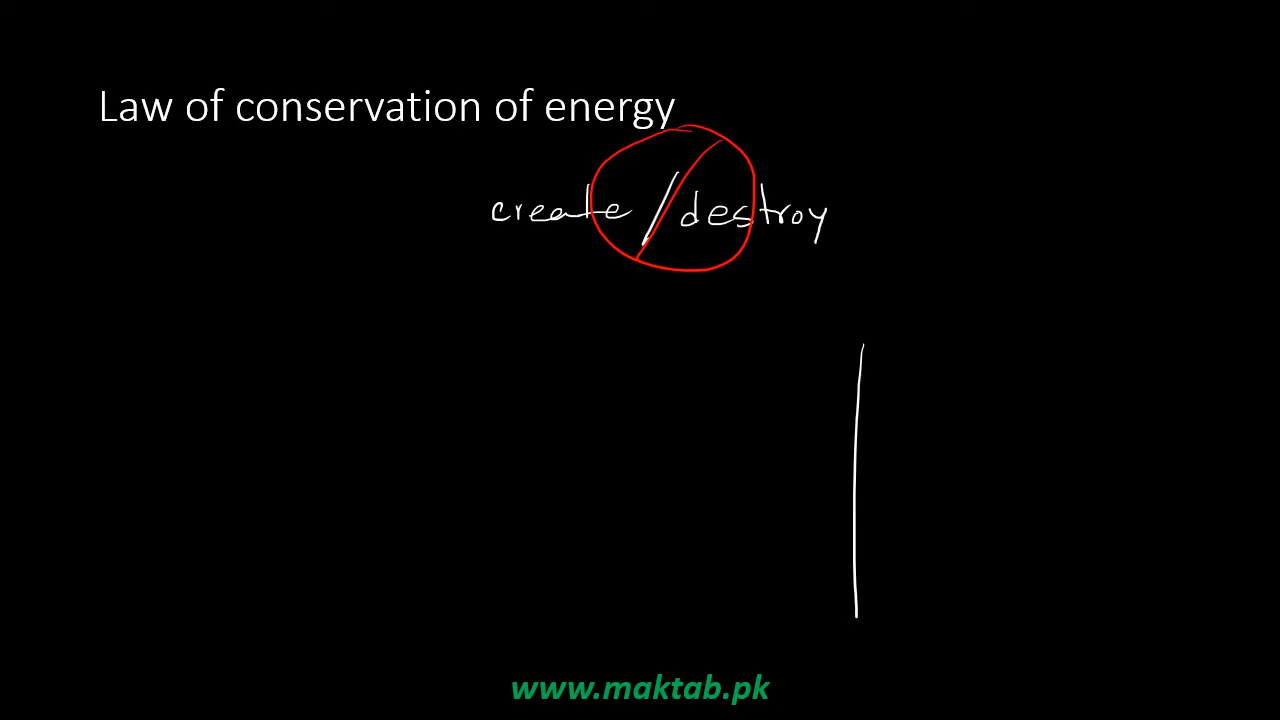 Law of conservation of energy
create / destroy
www.maktab.pk